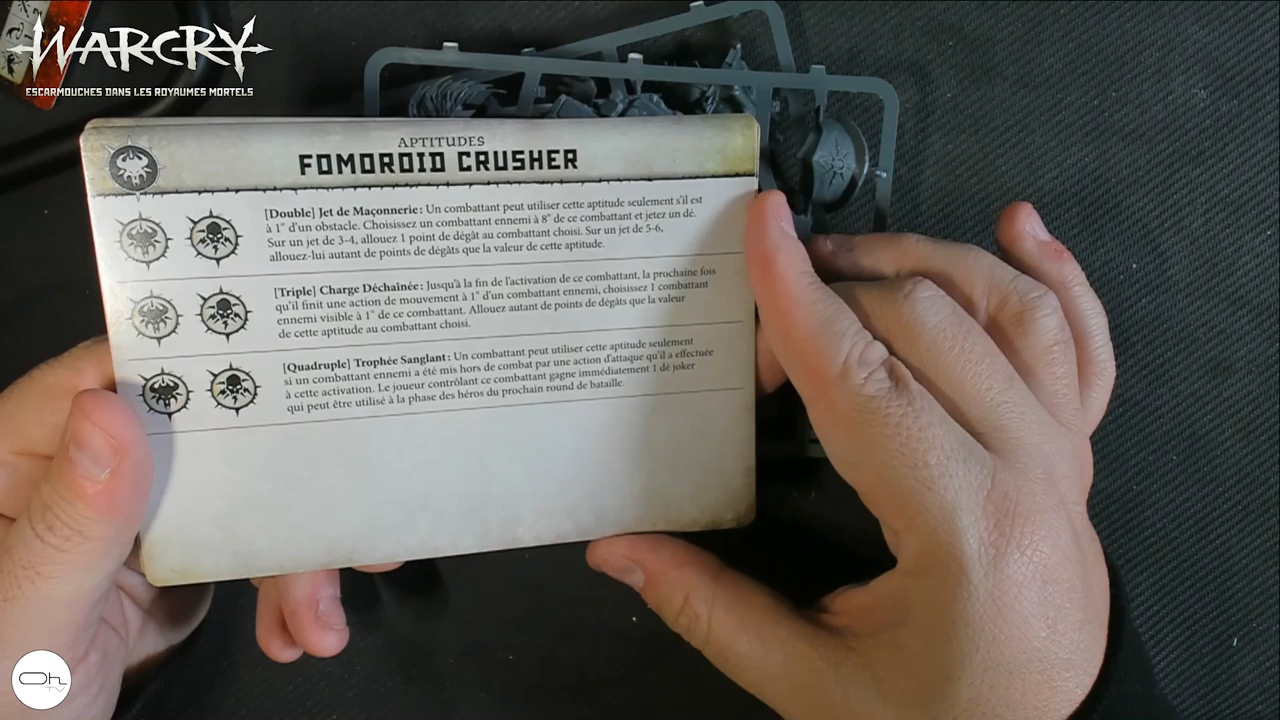 WARCRY
ESCARMOUCHES DANS LES ROYAUMES MORTELS
APTITUDES
FOMOROID CRUSHER
[Double] Jet de Maçonnerie : Un combattant peut utiliser cette aptitude seulement s'il est
à 1" d'un obstacle. Choisissez un combattant ennemi à 8" de ce combattant et jetez un dé.
Sur un jet de 3-4, allouez 1 point de dégât au combattant choisi. Sur un jet de 5-6,
allouez-lui autant de points de dégâts que la valeur de cette aptitude.
[Triple] Charge Déchaînée : Jusqu'à la fin de l'activation de ce combattant, la prochaine fois
qu'il finit une action de mouvement à 1" d'un combattant ennemi, choisissez 1 combattant
ennemi visible à 1" de ce combattant. Allouez autant de points de dégâts que la valeur
de cette aptitude au combattant choisi.
[Quadruple] Trophée Sanglant : Un combattant peut utiliser cette aptitude seulement
si un combattant ennemi a été mis hors de combat par une action d'attaque qu'il a effectuée
à cette activation. Le joueur contrôlant ce combattant gagne immédiatement 1 dé joker
qui peut être utilisé à la phase des héros du prochain round de bataille.
Oh
TV